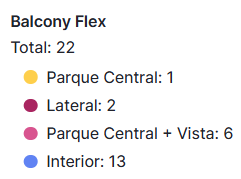 Balcony Flex
Total: 22
Parque Central: 1
Lateral: 2
Parque Central + Vista: 6
Interior: 13